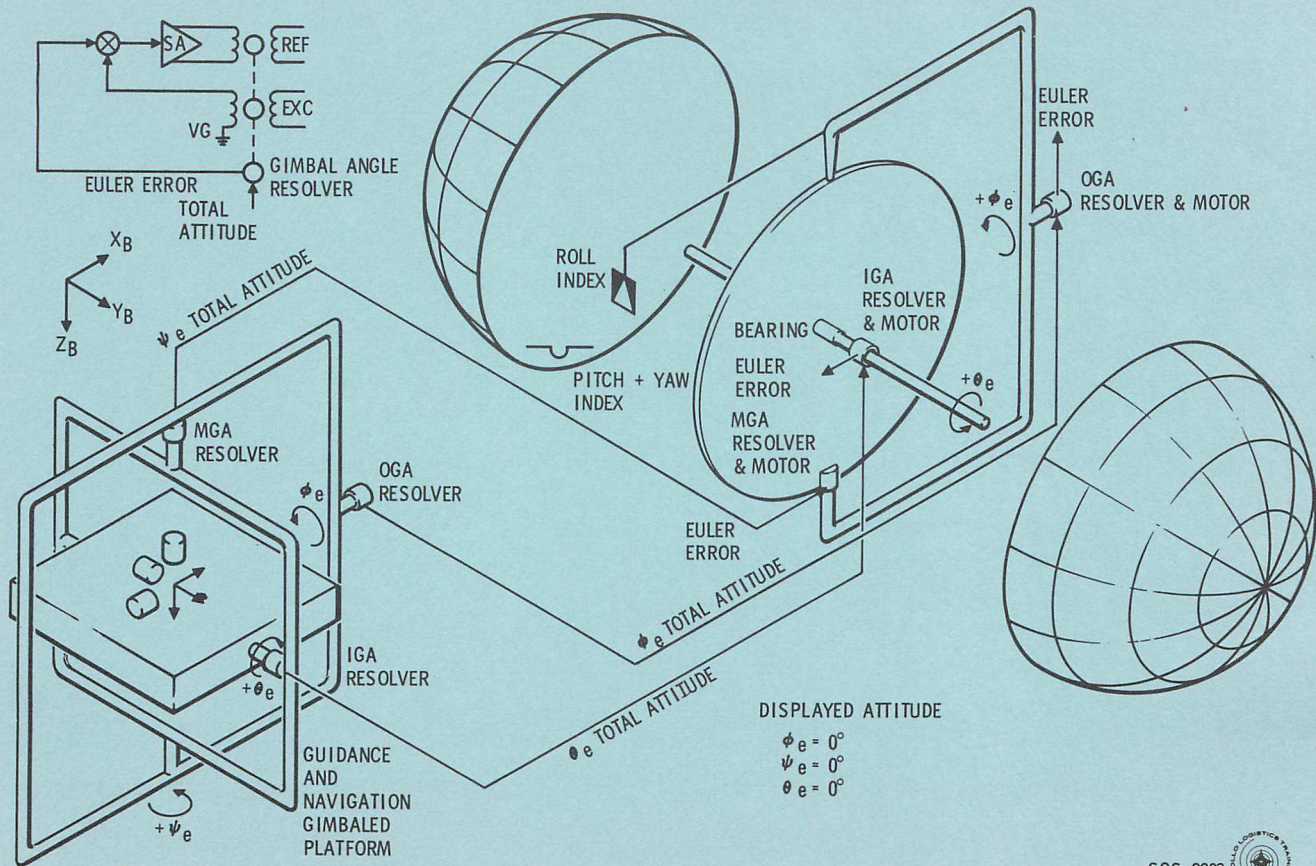 SA
REF
EXC
VG
GIMBAL ANGLE
RESOLVER
EULER ERROR
TOTAL
ATTITUDE
X_B
Y_B
Z_B
ψe TOTAL ATTITUDE
MGA
RESOLVER
OGA
RESOLVER
ϕe
IGA
RESOLVER
+θe
+ψe
GUIDANCE
AND
NAVIGATION
GIMBALED
PLATFORM
ROLL
INDEX
PITCH + YAW
INDEX
BEARING
IGA
RESOLVER
& MOTOR
EULER
ERROR
MGA
RESOLVER
& MOTOR
+θe
+ϕe
EULER
ERROR
OGA
RESOLVER & MOTOR
EULER
ERROR
ϕe TOTAL ATTITUDE
θe TOTAL ATTITUDE
DISPLAYED ATTITUDE
ϕe = 0°
ψe = 0°
θe = 0°
LOGISTICS